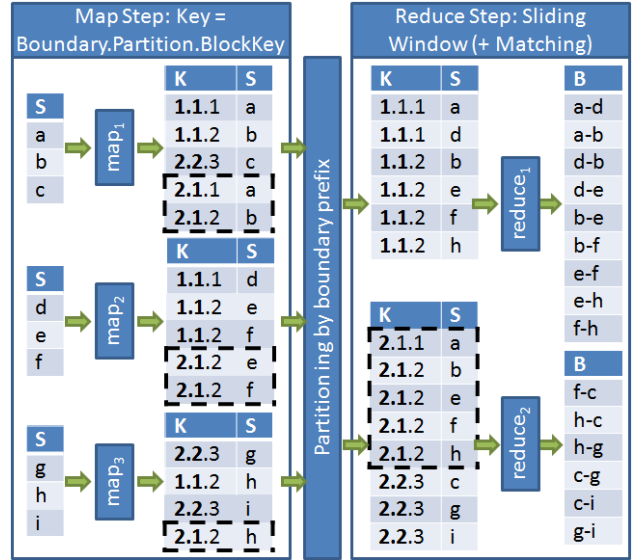 Map Step: Key =
Boundary.Partition.BlockKey
S
a
b
c
map1
K S
1.1.1 a
1.1.2 b
2.2.3 c
2.1.1 a
2.1.2 b
S
d
e
f
map2
K S
1.1.1 d
1.1.2 e
1.1.2 f
2.1.2 e
2.1.2 f
S
g
h
i
map3
K S
2.2.3 g
1.1.2 h
2.2.3 i
2.1.2 h
Partition ing by boundary prefix
Reduce Step: Sliding
Window (+ Matching)
K S
1.1.1 a
1.1.1 d
1.1.2 b
1.1.2 e
1.1.2 f
1.1.2 h
reduce1
B
a-d
a-b
d-b
d-e
b-e
b-f
e-f
e-h
f-h
K S
2.1.1 a
2.1.2 b
2.1.2 e
2.1.2 f
2.1.2 h
2.2.3 c
2.2.3 g
2.2.3 i
reduce2
B
f-c
h-c
h-g
c-g
c-i
g-i